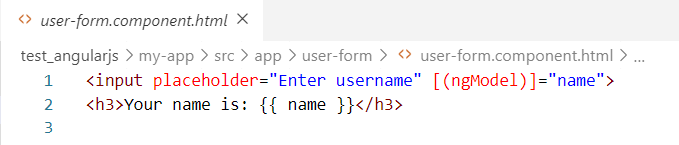 user-form.component.html
test_angularjs > my-app > src > app > user-form > user-form.component.html > ...
1 <input placeholder="Enter username" [(ngModel)]="name">
2 <h3>Your name is: {{ name }}</h3>
3